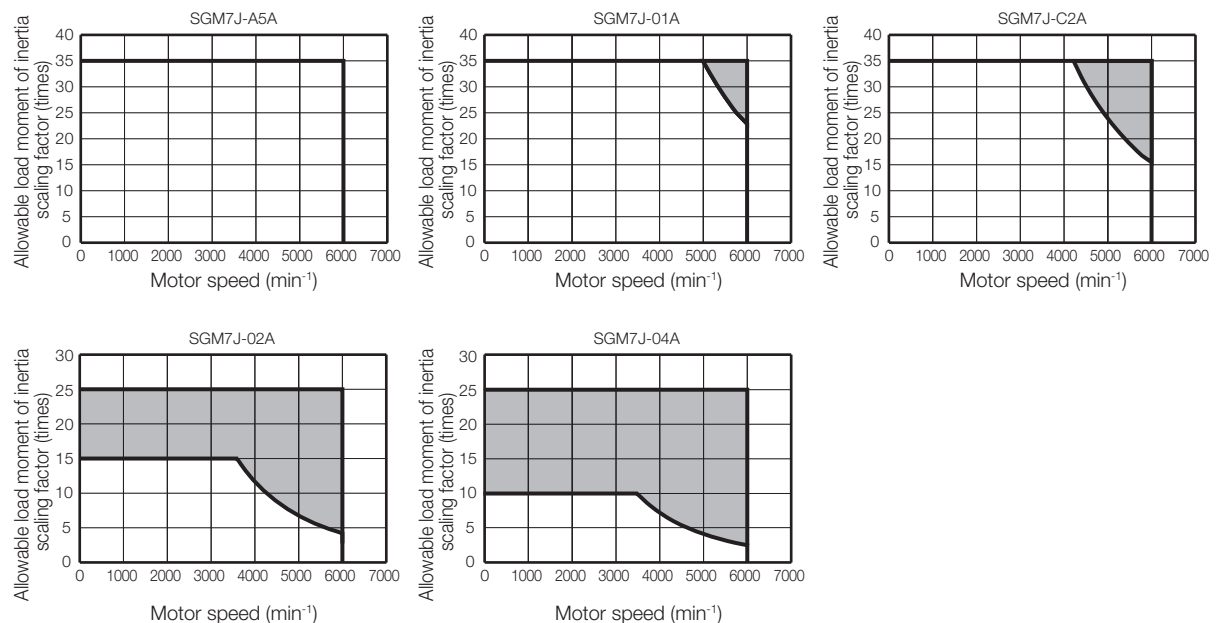 SGM7J-A5A
Allowable load moment of inertia
scaling factor (times)
40
35
30
25
20
15
10
5
0
0 1000 2000 3000 4000 5000 6000 7000
Motor speed (min-1)
SGM7J-01A
Allowable load moment of inertia
scaling factor (times)
40
35
30
25
20
15
10
5
0
0 1000 2000 3000 4000 5000 6000 7000
Motor speed (min-1)
SGM7J-C2A
Allowable load moment of inertia
scaling factor (times)
40
35
30
25
20
15
10
5
0
0 1000 2000 3000 4000 5000 6000 7000
Motor speed (min-1)
SGM7J-02A
Allowable load moment of inertia
scaling factor (times)
30
25
20
15
10
5
0
0 1000 2000 3000 4000 5000 6000 7000
Motor speed (min-1)
SGM7J-04A
Allowable load moment of inertia
scaling factor (times)
30
25
20
15
10
5
0
0 1000 2000 3000 4000 5000 6000 7000
Motor speed (min-1)